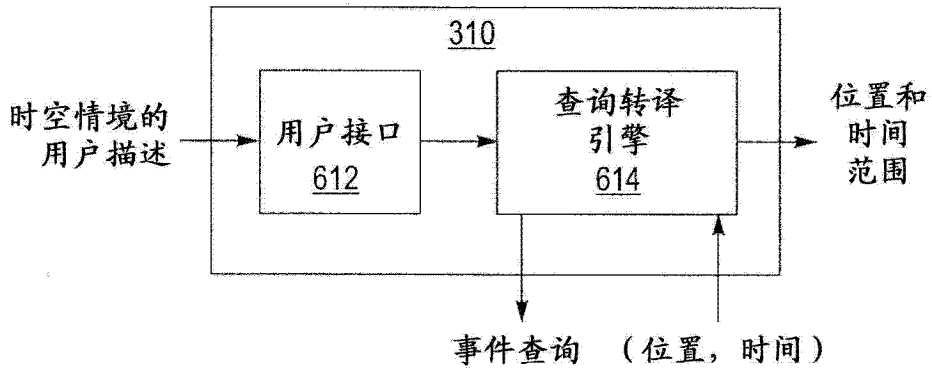 310
时空情境的
用户描述
用户接口
612
查询转译
引擎
614
位置和
时间
范围
事件查询 （位置，时间）